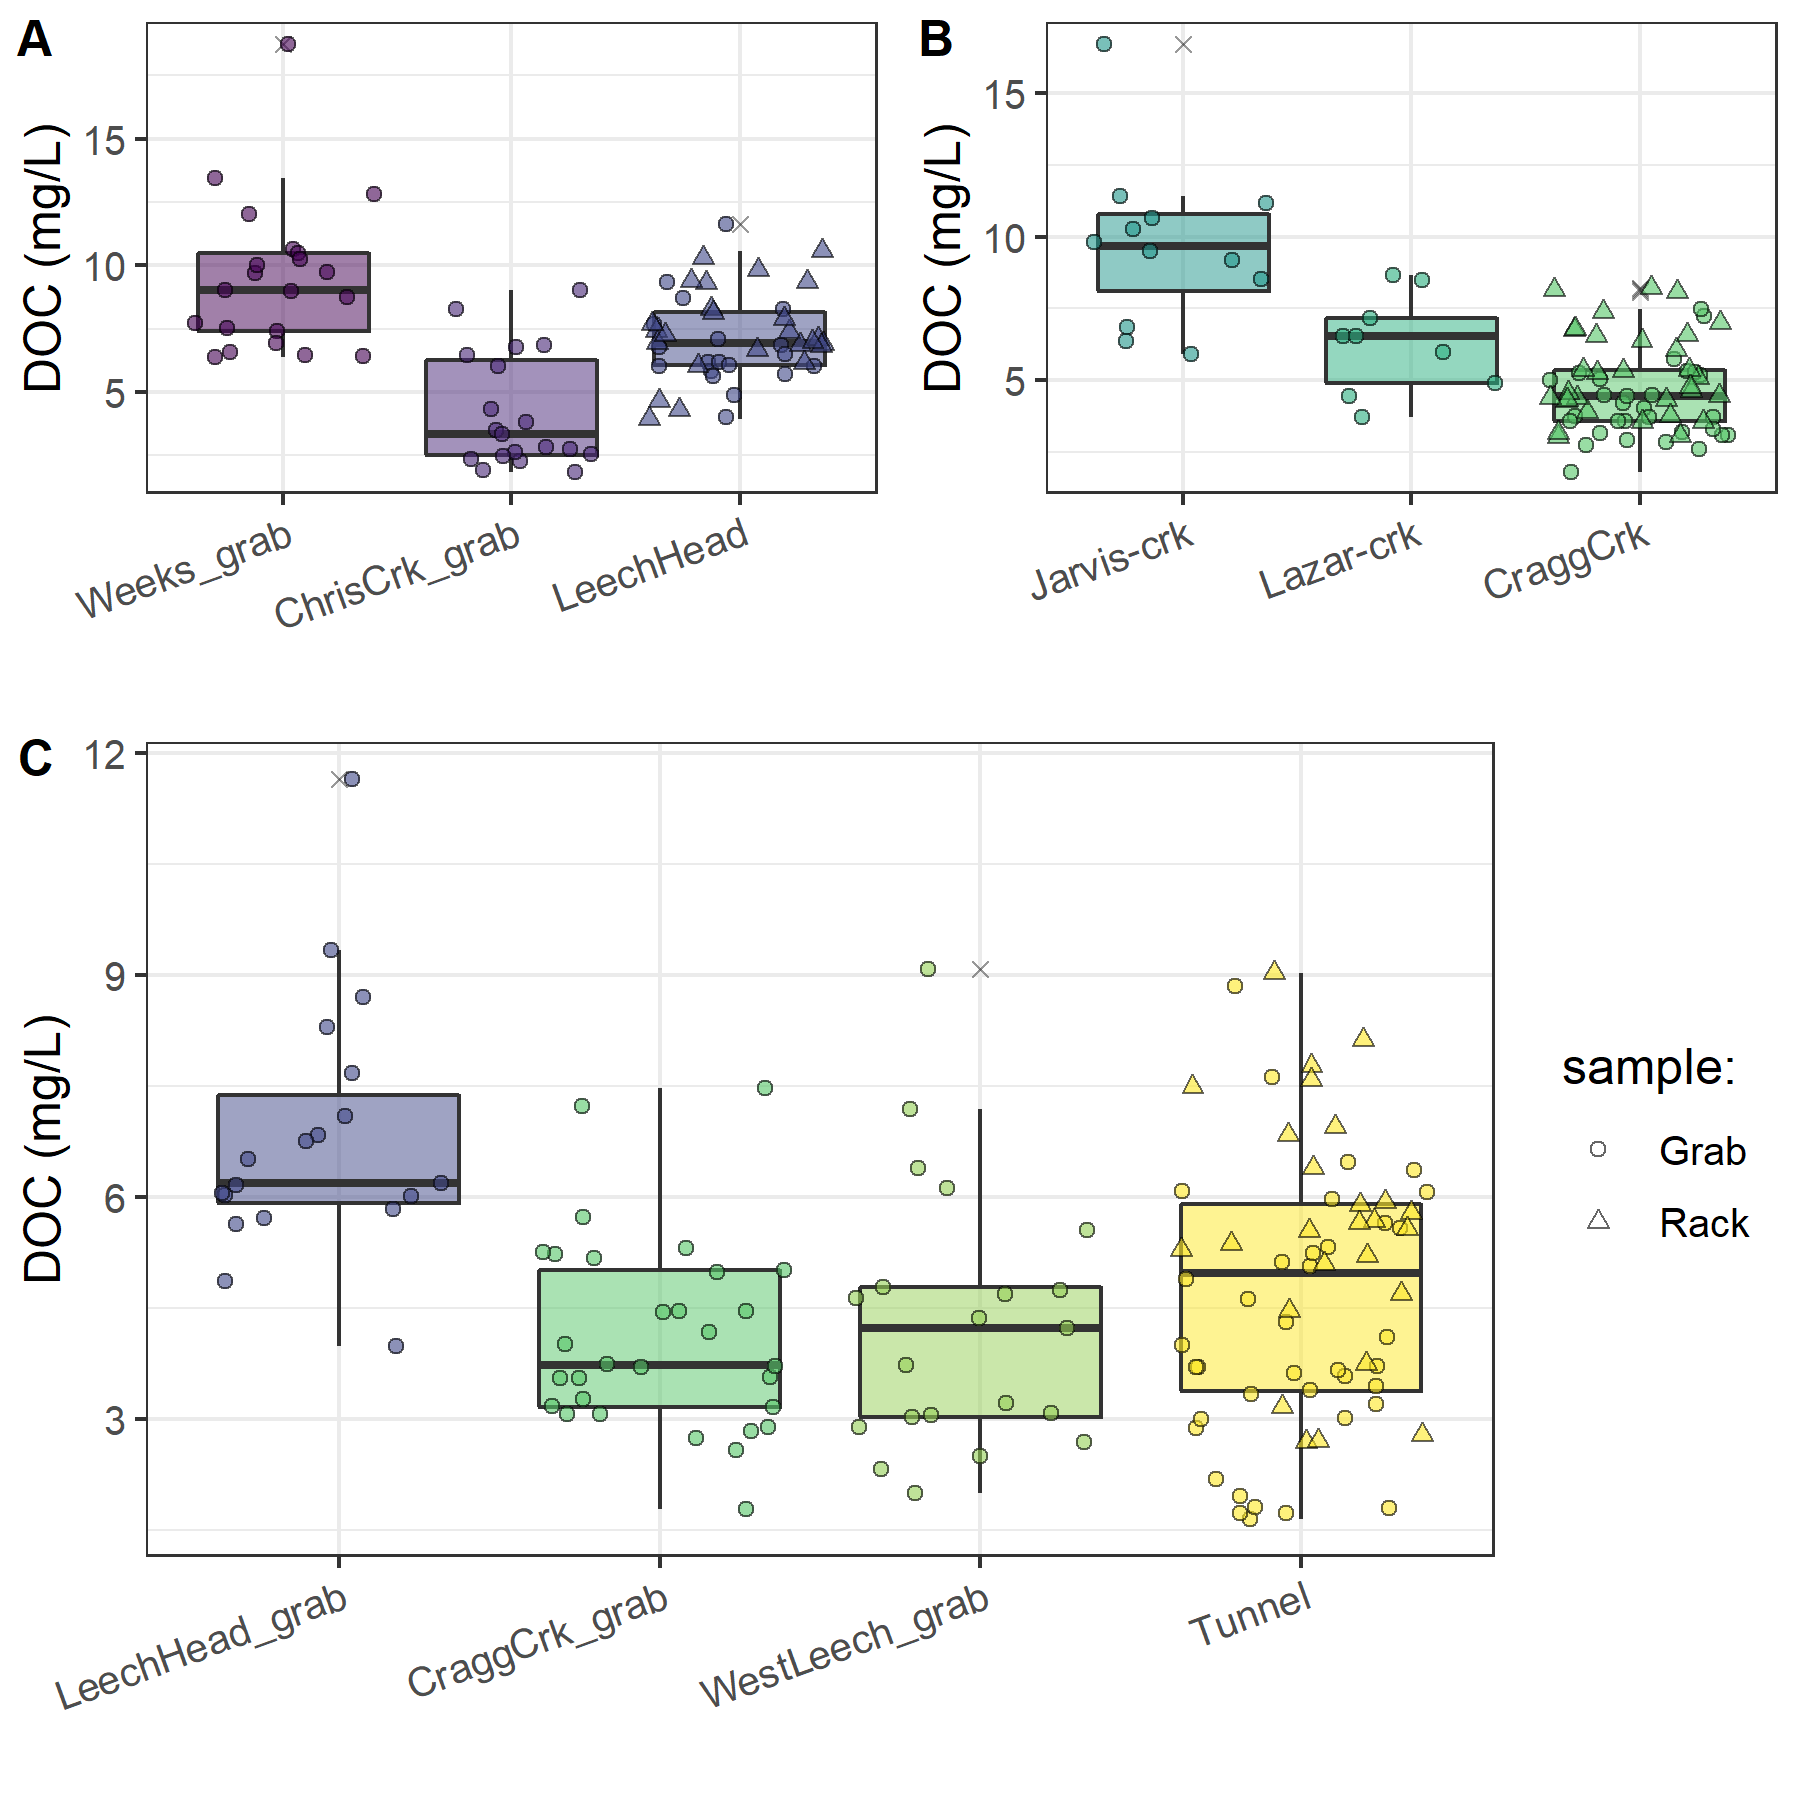 A
DOC (mg/L)
15
10
5
Weeks_grab
ChrisCrk_grab
LeechHead
B
DOC (mg/L)
15
10
5
Jarvis-crk
Lazar-crk
CraggCrk
C
DOC (mg/L)
12
9
6
3
LeechHead_grab
CraggCrk_grab
WestLeech_grab
Tunnel
sample:
Grab
Rack